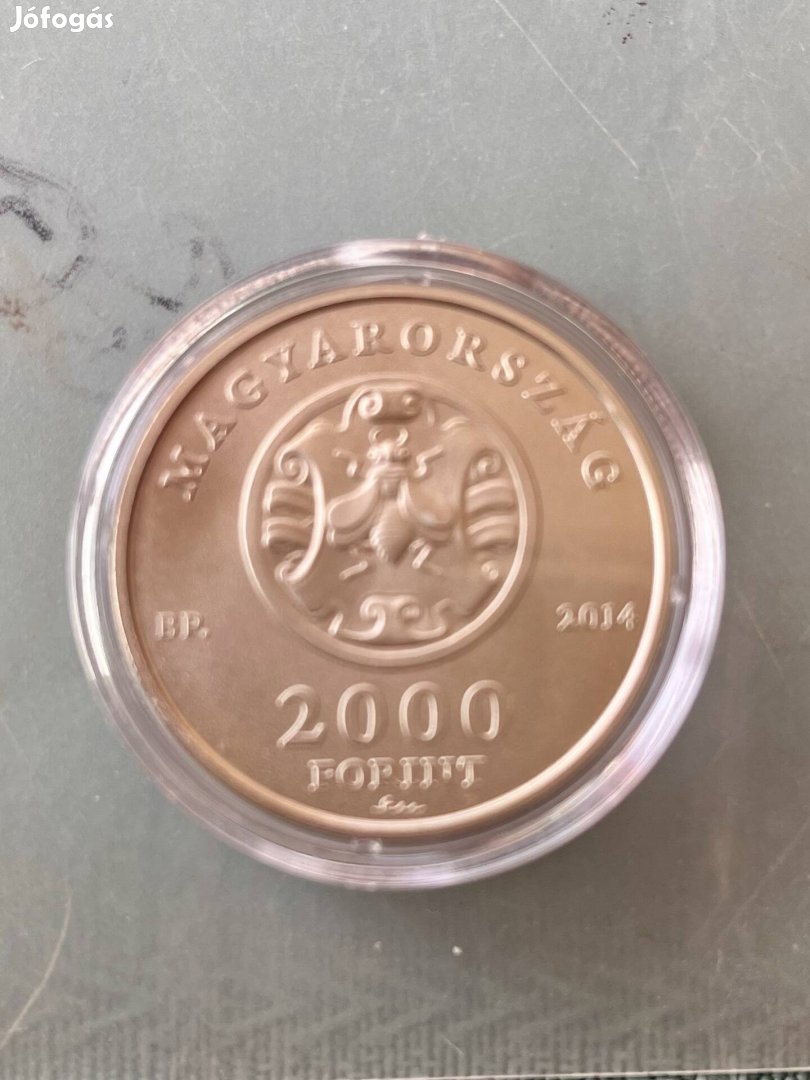 Jófogás
MAGYARORSZÁG
BP. 2014
2000
FORINT